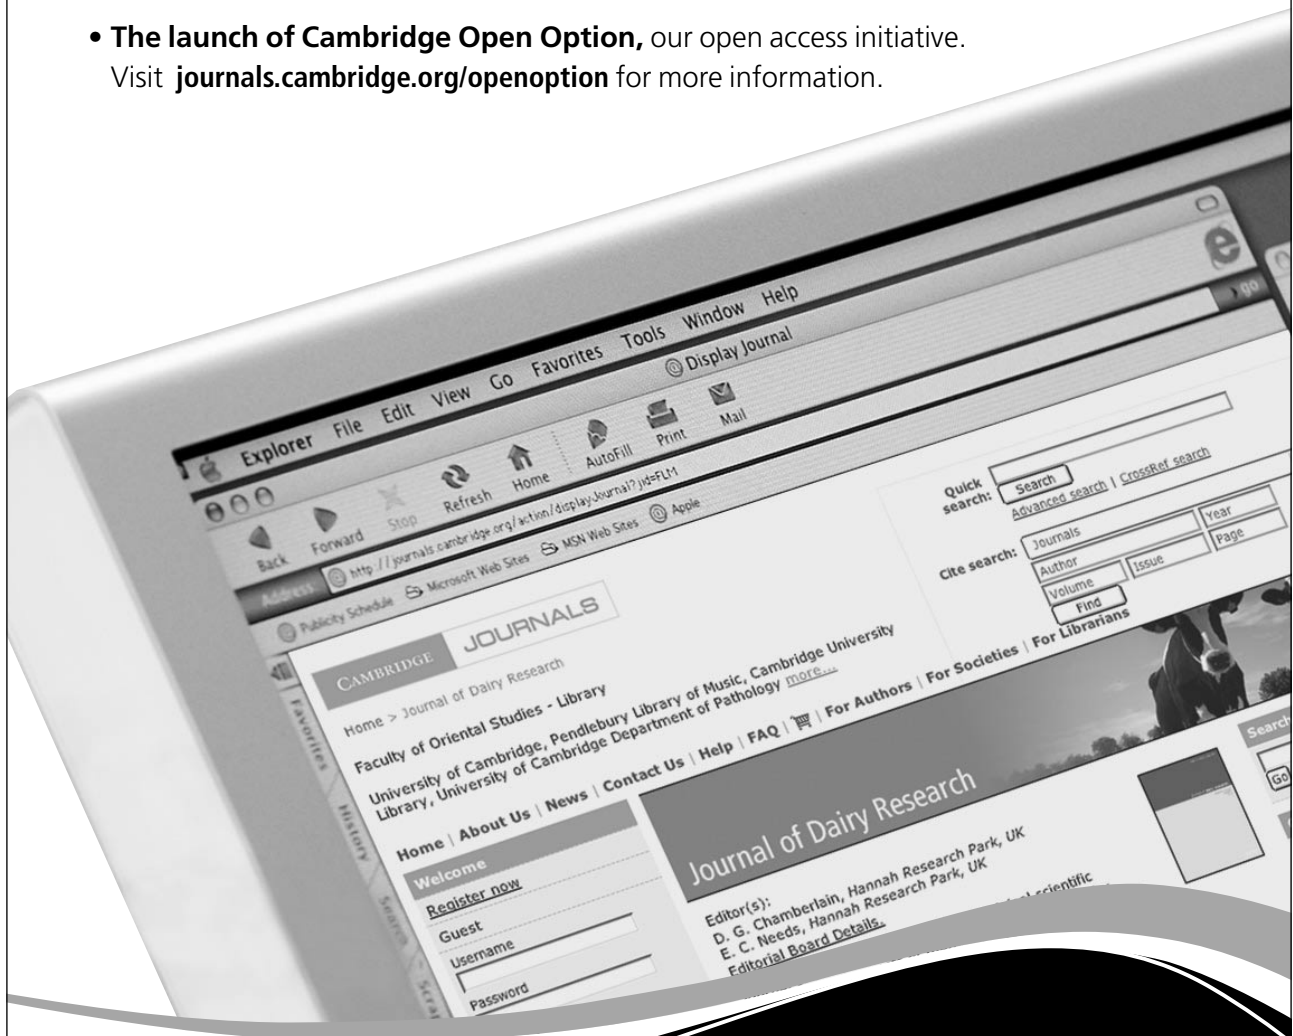 • The launch of Cambridge Open Option, our open access initiative.
Visit journals.cambridge.org/openoption for more information.
Explorer File Edit View Go Favorites Tools Window Help
Display Journal
Back Forward Stop Refresh Home AutoFill Print Mail
Address http://journals.cambridge.org/action/displayJournal?jid=FLM
go
Publicity Schedule Microsoft Web Sites MSN Web Sites Apple
Favorites
History
Search
Scrap
CAMBRIDGE JOURNALS
Quick search:
Search
Advanced search | CrossRef search
Cite search:
Journals Year
Author
Volume Issue Page
Find
Home > Journal of Dairy Research
Faculty of Oriental Studies - Library
University of Cambridge, Pendlebury Library of Music, Cambridge University
Library, University of Cambridge Department of Pathology more...
Home | About Us | News | Contact Us | Help | FAQ | | For Authors | For Societies | For Librarians
Welcome
Register now
Guest
Username
Password
Journal of Dairy Research
Editor(s):
D. G. Chamberlain, Hannah Research Park, UK
E. C. Needs, Hannah Research Park, UK
Editorial Board Details.
scientific
Search
Go